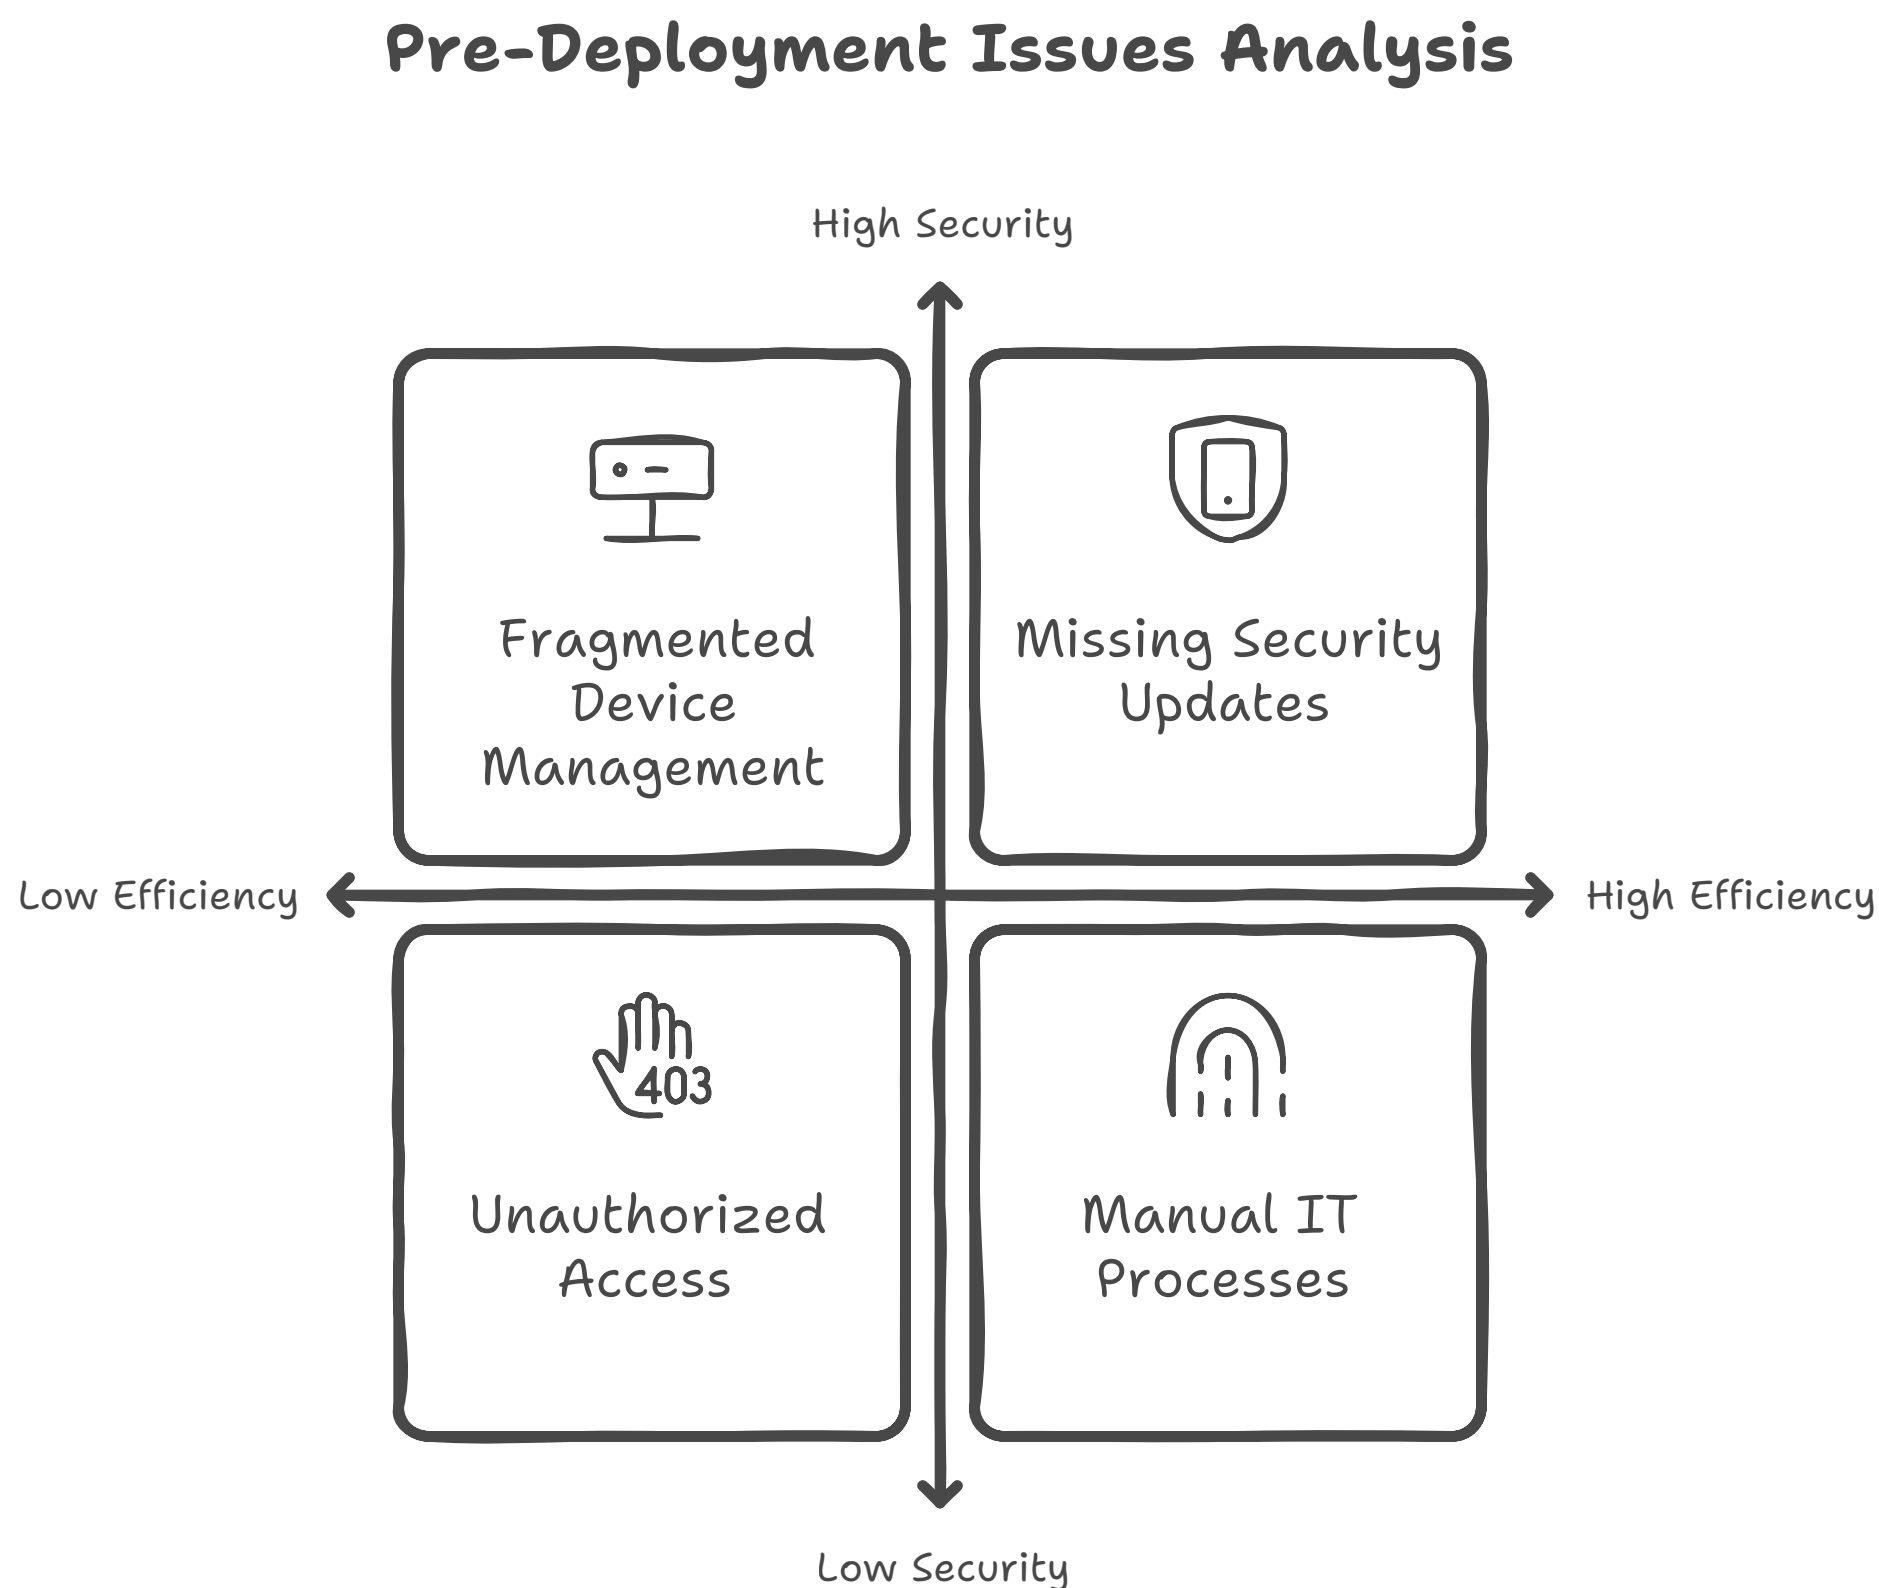 Pre-Deployment Issues Analysis
High Security
Fragmented
Device
Management
Missing Security
Updates
Low Efficiency
High Efficiency
403
Unauthorized
Access
Manual IT
Processes
Low Security